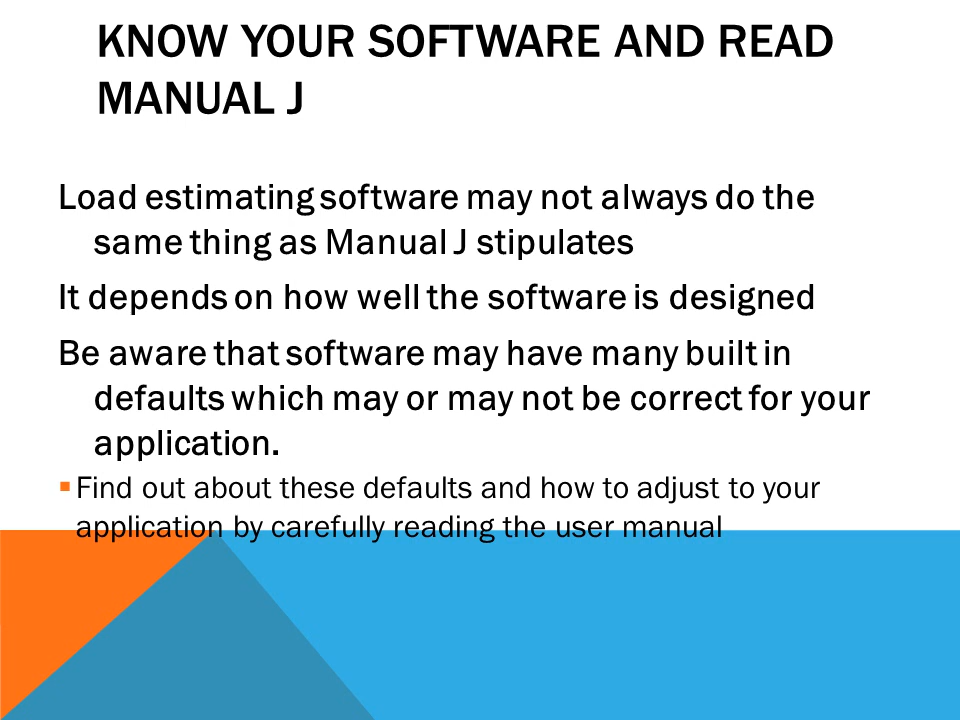 KNOW YOUR SOFTWARE AND READ
MANUAL J
Load estimating software may not always do the
same thing as Manual J stipulates
It depends on how well the software is designed
Be aware that software may have many built in
defaults which may or may not be correct for your
application.
▪ Find out about these defaults and how to adjust to your
application by carefully reading the user manual